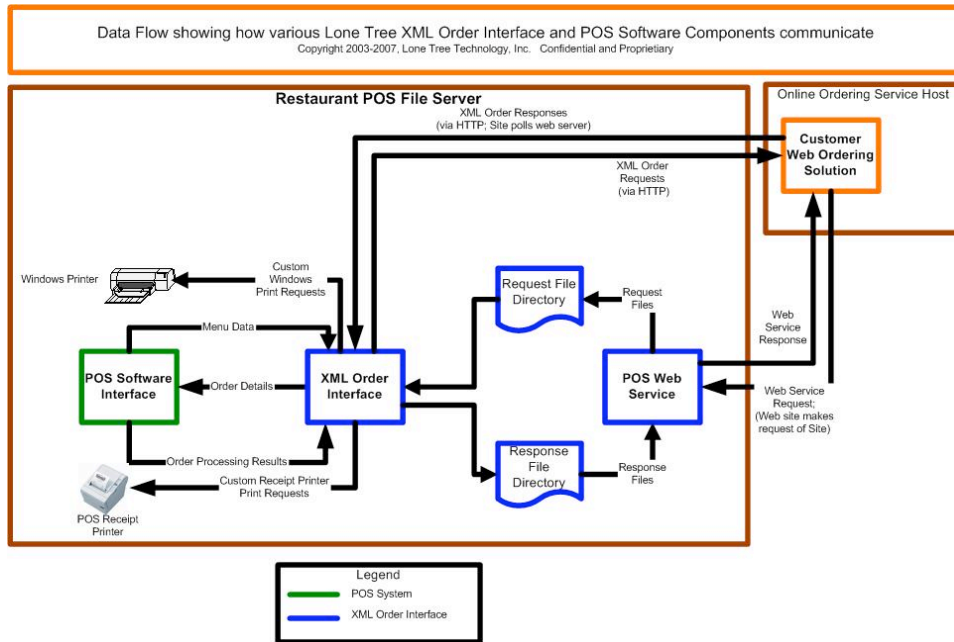 Data Flow showing how various Lone Tree XML Order Interface and POS Software Components communicate
Copyright 2003-2007, Lone Tree Technology, Inc. Confidential and Proprietiary
Restaurant POS File Server
Online Ordering Service Host
XML Order Responses
(via HTTP; Site polls web server)
Customer
Web Ordering
Solution
XML Order
Requests
(via HTTP)
Windows Printer
Custom
Windows
Print Requests
Request File
Directory
Request
Files
Menu Data
Web
Service
Response
POS Software
Interface
Order Details
XML Order
Interface
POS Web
Service
Web Service
Request;
(Web site makes
request of Site)
Order Processing Results
Response
File
Directory
Response
Files
Custom Receipt Printer
Print Requests
POS Receipt
Printer
Legend
POS System
XML Order Interface